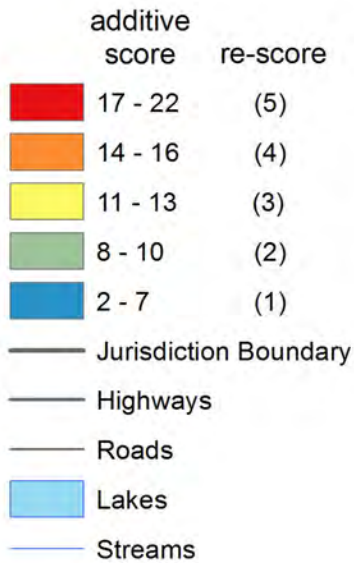 additive
score re-score
17 - 22 (5)
14 - 16 (4)
11 - 13 (3)
8 - 10 (2)
2 - 7 (1)
Jurisdiction Boundary
Highways
Roads
Lakes
Streams